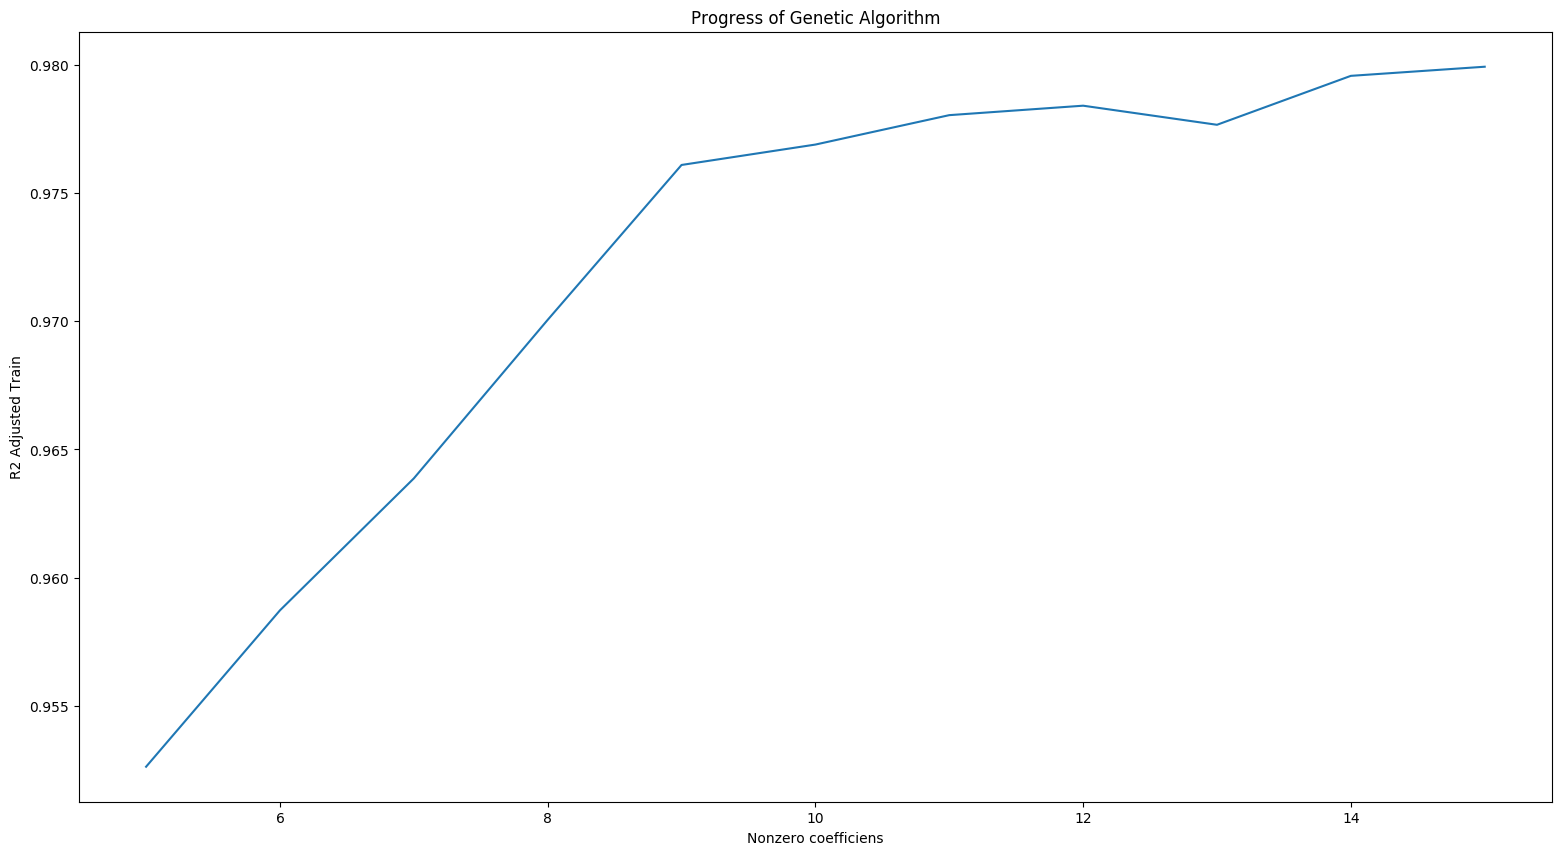 Progress of Genetic Algorithm
0.980
0.975
0.970
0.965
0.960
0.955
R2 Adjusted Train
6 8 10 12 14
Nonzero coefficiens